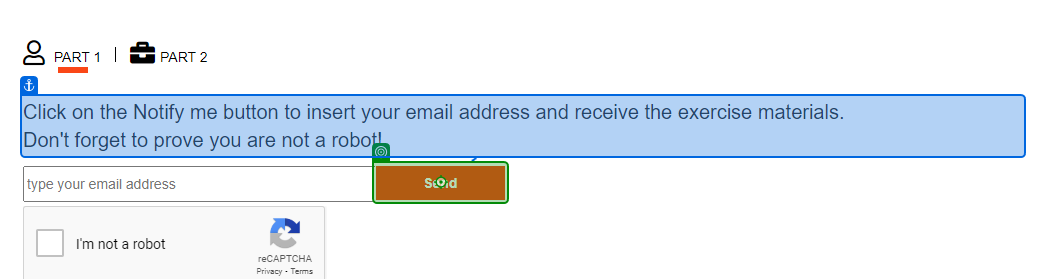 PART 1 | PART 2
Click on the Notify me button to insert your email address and receive the exercise materials.
Don't forget to prove you are not a robot!
type your email address
Send
I'm not a robot
reCAPTCHA
Privacy - Terms